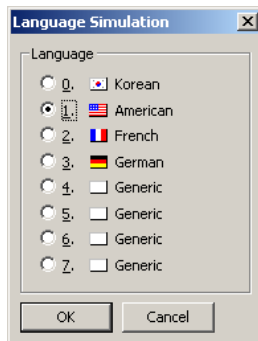 Language Simulation
Language
0. Korean
1. American
2. French
3. German
4. Generic
5. Generic
6. Generic
7. Generic
OK Cancel